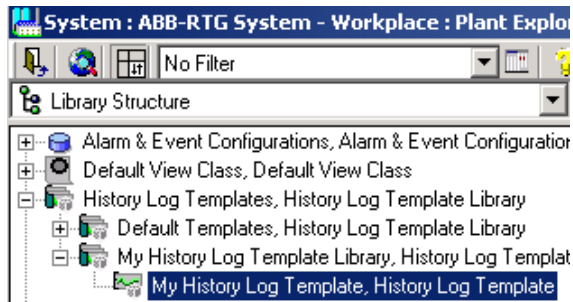 System : ABB-RTG System - Workplace : Plant Explo
No Filter
Library Structure
Alarm & Event Configurations, Alarm & Event Configuration
Default View Class, Default View Class
History Log Templates, History Log Template Library
Default Templates, History Log Template Library
My History Log Template Library, History Log Templat
My History Log Template, History Log Template